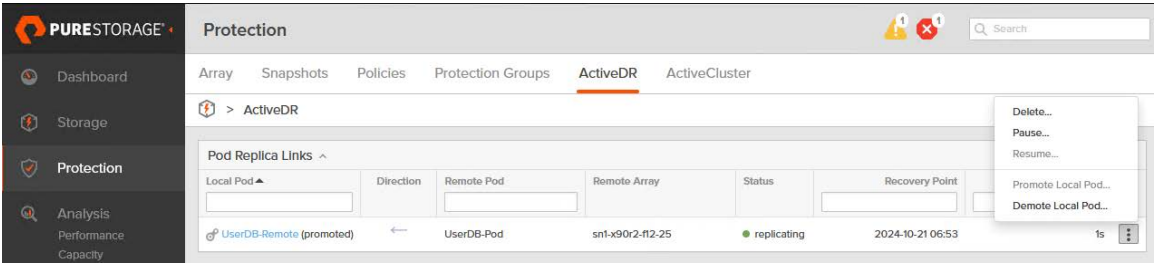 PURESTORAGE®
Protection
1
1
Search
Dashboard
Array Snapshots Policies Protection Groups ActiveDR ActiveCluster
> ActiveDR
Storage
Delete...
Pause...
Resume...
Promote Local Pod...
Demote Local Pod...
Protection
Pod Replica Links
Local Pod Direction Remote Pod Remote Array Status Recovery Point
UserDB-Remote (promoted) ← UserDB-Pod sn1-x90r2-f12-25 replicating 2024-10-21 06:53 1s
Analysis
Performance
Capacity